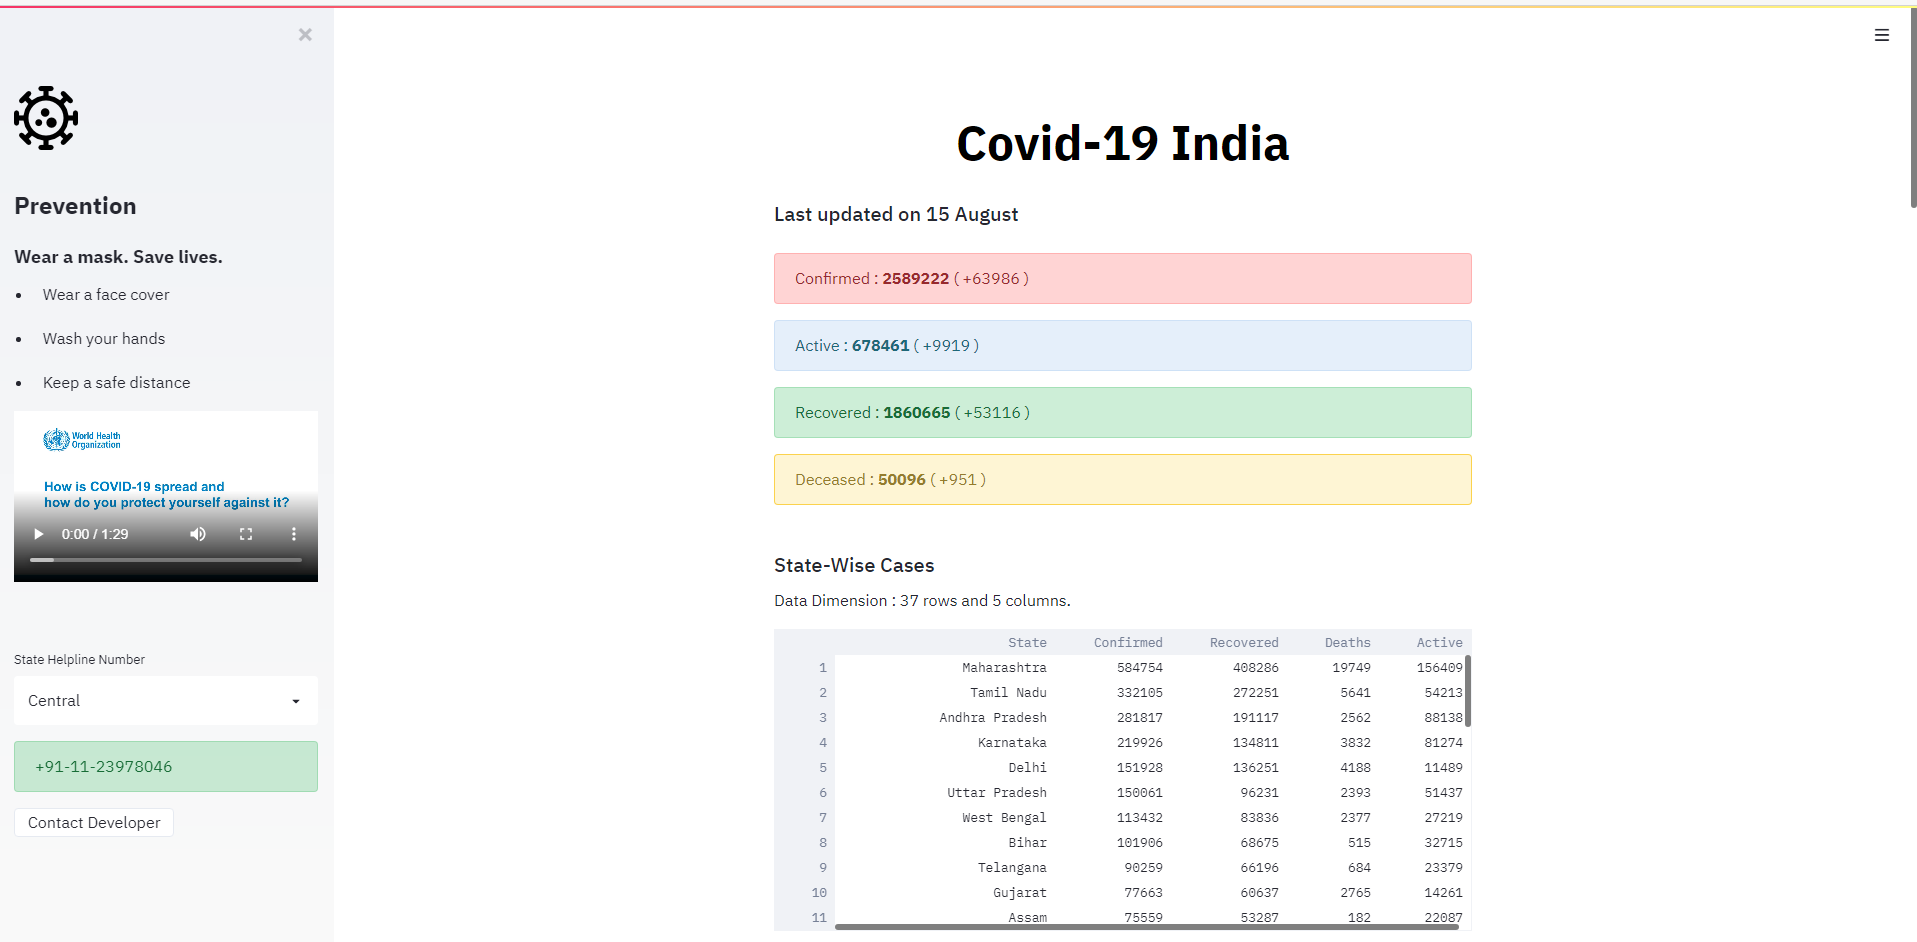 ×
Prevention
Wear a mask. Save lives.
• Wear a face cover
• Wash your hands
• Keep a safe distance
World Health
Organization
How is COVID-19 spread and
how do you protect yourself against it?
0:00 / 1:29
State Helpline Number
Central
+91-11-23978046
Contact Developer
Covid-19 India
Last updated on 15 August
Confirmed : 2589222 ( +63986 )
Active : 678461 ( +9919 )
Recovered : 1860665 ( +53116 )
Deceased : 50096 ( +951 )
State-Wise Cases
Data Dimension : 37 rows and 5 columns.
State Confirmed Recovered Deaths Active
1 Maharashtra 584754 408286 19749 156409
2 Tamil Nadu 332105 272251 5641 54213
3 Andhra Pradesh 281817 191117 2562 88138
4 Karnataka 219926 134811 3832 81274
5 Delhi 151928 136251 4188 11489
6 Uttar Pradesh 150061 96231 2393 51437
7 West Bengal 113432 83836 2377 27219
8 Bihar 101906 68675 515 32715
9 Telangana 90259 66196 684 23379
10 Gujarat 77663 60637 2765 14261
11 Assam 75559 53287 182 22087